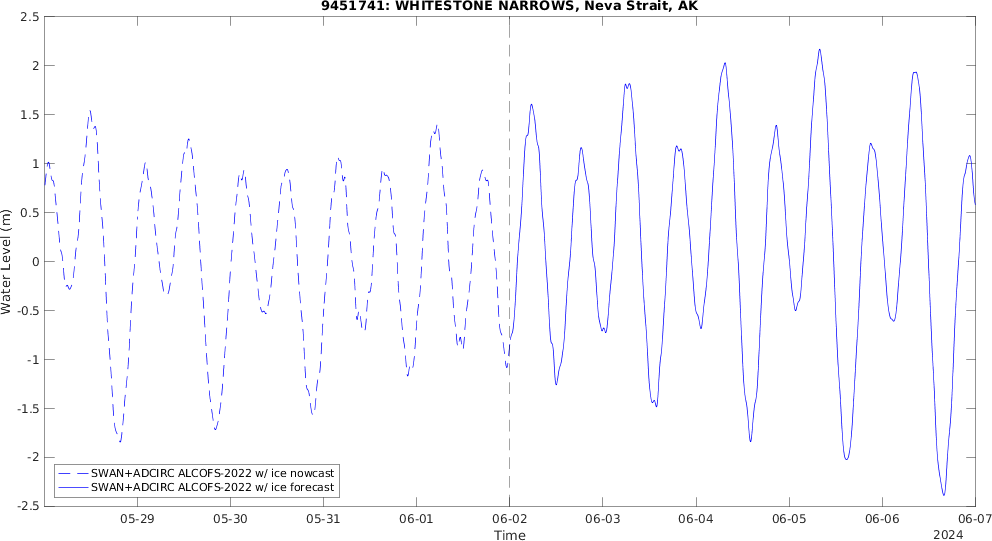 9451741: WHITESTONE NARROWS, Neva Strait, AK
2.5
2
1.5
1
0.5
0
-0.5
-1
-1.5
-2
-2.5
Water Level (m)
SWAN+ADCIRC ALCOFS-2022 w/ ice nowcast
SWAN+ADCIRC ALCOFS-2022 w/ ice forecast
05-29 05-30 05-31 06-01 06-02 06-03 06-04 06-05 06-06 06-07
Time
2024